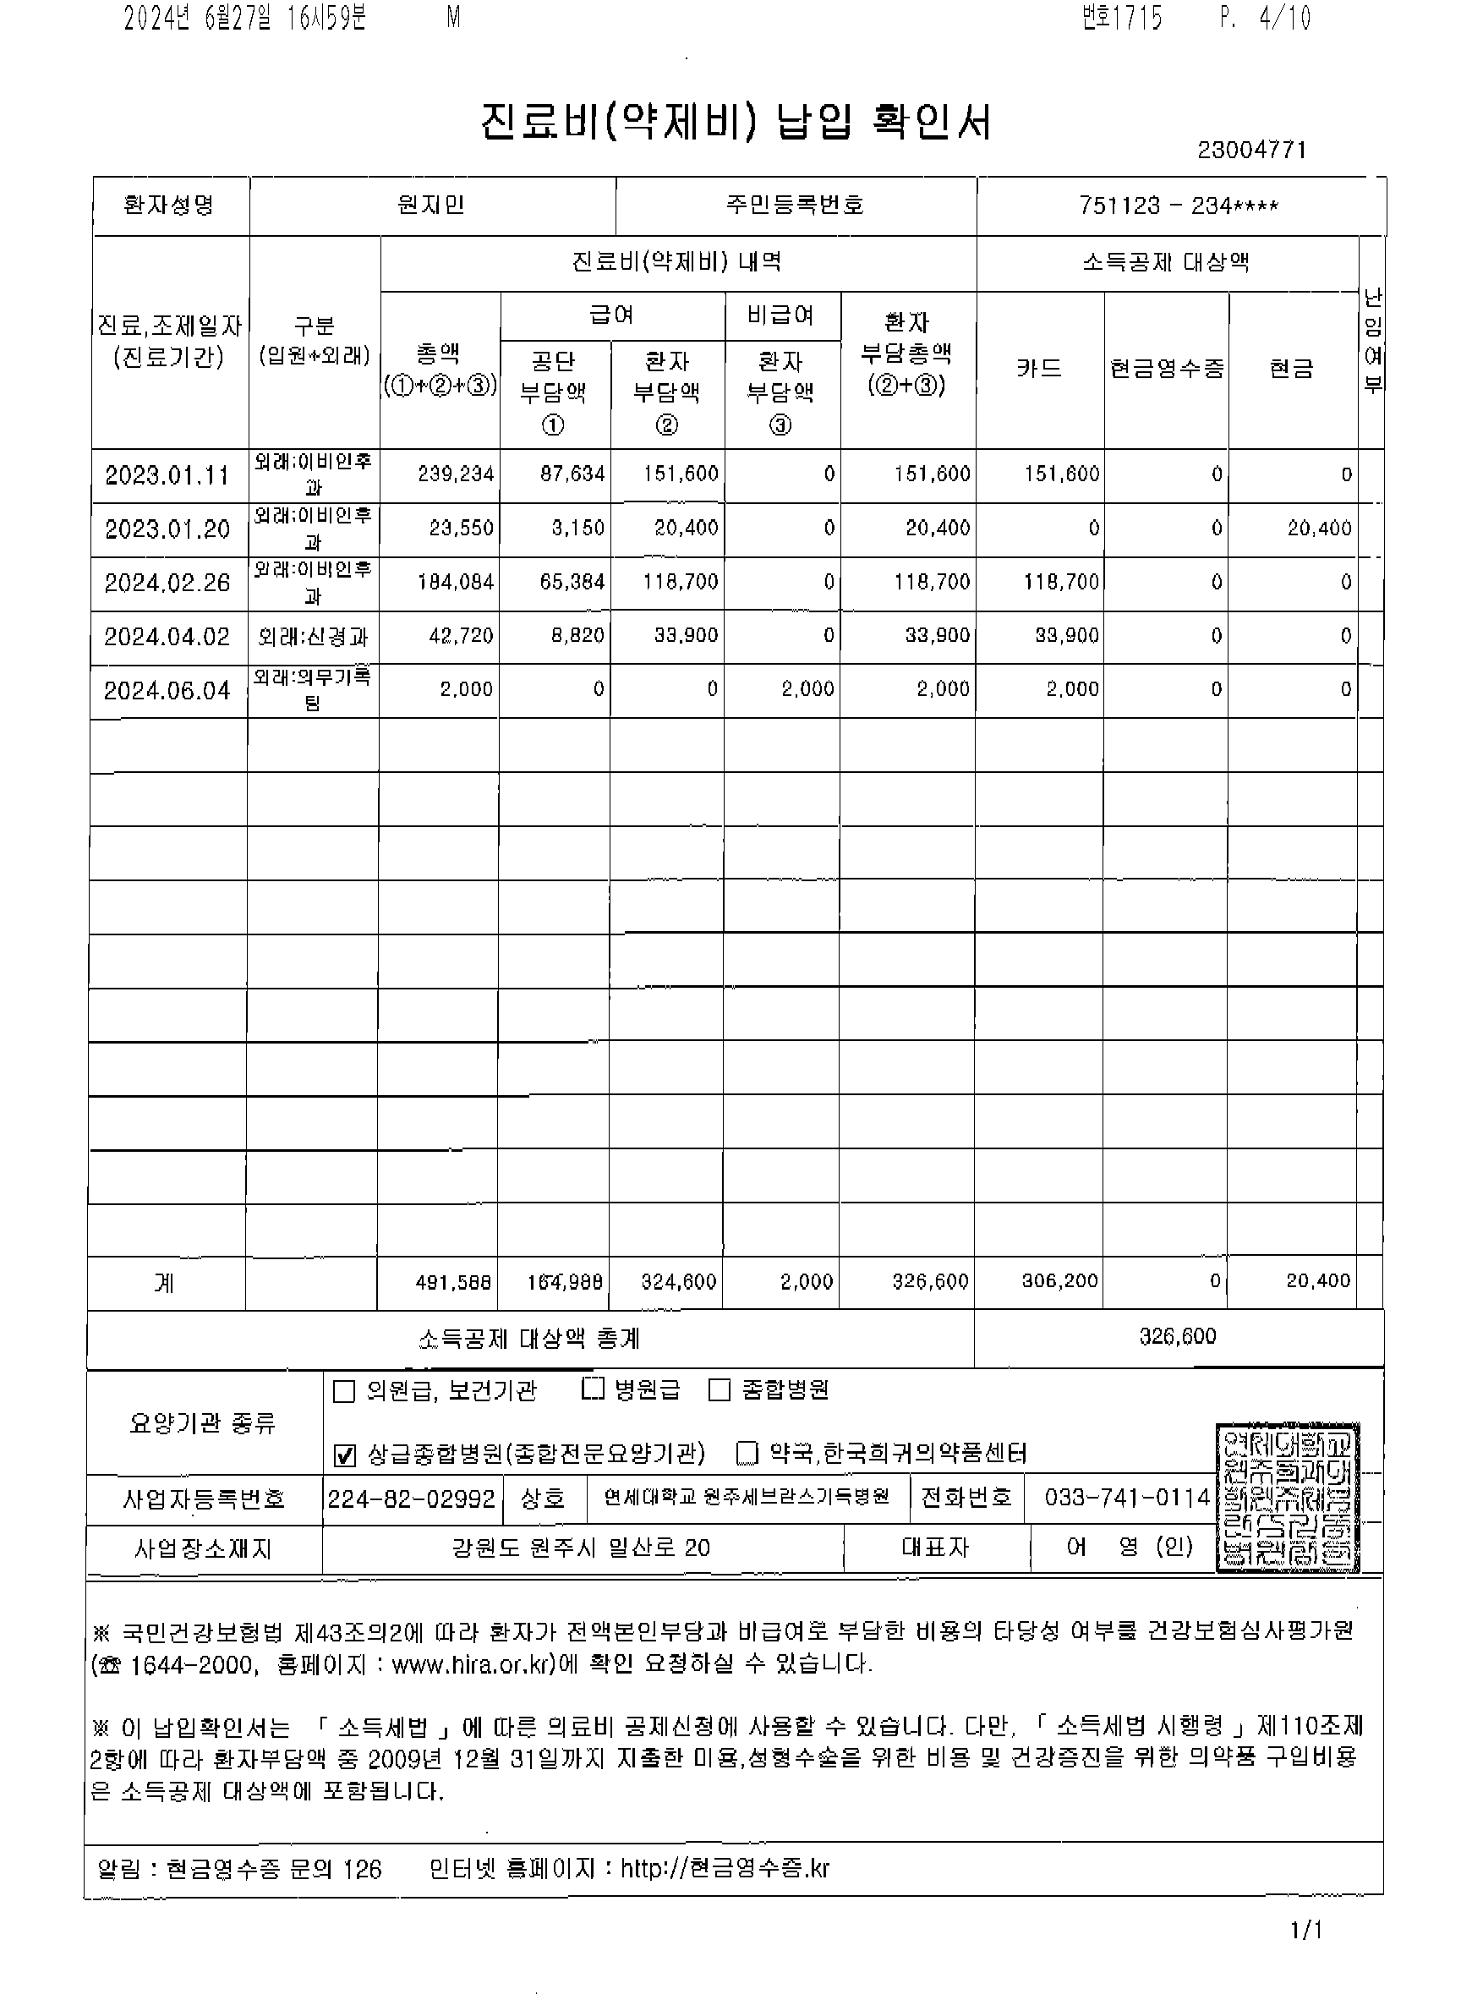 2024년 6월27일 16시59분 M 번호1715 P. 4/10
진료비(약제비) 납입 확인서
23004771
환자성명 원지민 주민등록번호 751123 - 234****
진료비(약제비) 내역 소득공제 대상액
진료,조제일자
(진료기간)
구분
(입원+외래)
총액
(①+②+③)
급여
공단
부담액
①
환자
부담액
②
비급여
환자
부담액
③
환자
부담총액
(②+③)
카드 현금영수증 현금
난임여부
2023.01.11 외래:이비인후과 239,234 87,634 151,600 0 151,600 151,600 0 0
2023.01.20 외래:이비인후과 23,550 3,150 20,400 0 20,400 0 0 20,400
2024.02.26 외래:이비인후과 184,084 65,384 118,700 0 118,700 118,700 0 0
2024.04.02 외래:신경과 42,720 8,820 33,900 0 33,900 33,900 0 0
2024.06.04 외래:의무기록팀 2,000 0 0 2,000 2,000 2,000 0 0
계 491,588 164,988 324,600 2,000 326,600 306,200 0 20,400
소득공제 대상액 총계 326,600
요양기관 종류
□ 의원급, 보건기관 □ 병원급 □ 종합병원
☑ 상급종합병원(종합전문요양기관) □ 약국,한국희귀의약품센터
사업자등록번호 224-82-02992 상호 연세대학교 원주세브란스기독병원 전화번호 033-741-0114
사업장소재지 강원도 원주시 일산로 20 대표자 어 영 (인)
※ 국민건강보험법 제43조의2에 따라 환자가 전액본인부담과 비급여로 부담한 비용의 타당성 여부를 건강보험심사평가원
(☎ 1644-2000, 홈페이지 : www.hira.or.kr)에 확인 요청하실 수 있습니다.
※ 이 납입확인서는 「 소득세법 」에 따른 의료비 공제신청에 사용할 수 있습니다. 다만, 「 소득세법 시행령 」제110조제
2항에 따라 환자부담액 중 2009년 12월 31일까지 지출한 미용,성형수술을 위한 비용 및 건강증진을 위한 의약품 구입비용
은 소득공제 대상액에 포함됩니다.
알림 : 현금영수증 문의 126 인터넷 홈페이지 : http://현금영수증.kr
1/1